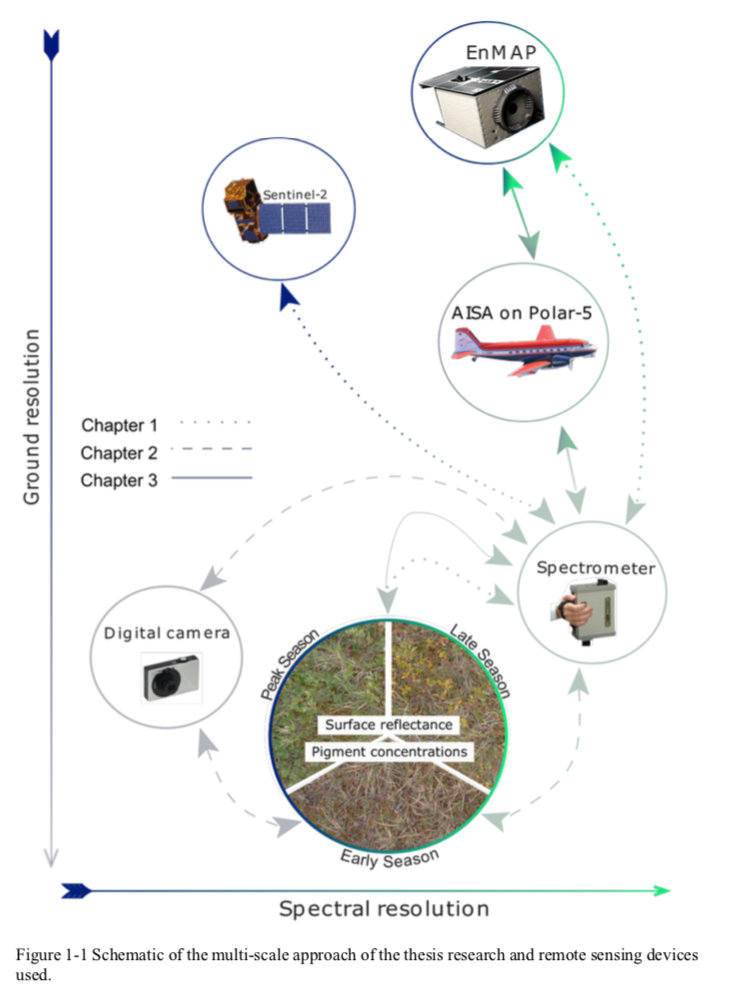 EnMAP
Sentinel-2
AISA on Polar-5
Ground resolution
Chapter 1
Chapter 2
Chapter 3
Spectrometer
Digital camera
Peak Season
Late Season
Surface reflectance
Pigment concentrations
Early Season
Spectral resolution
Figure 1-1 Schematic of the multi-scale approach of the thesis research and remote sensing devices
used.